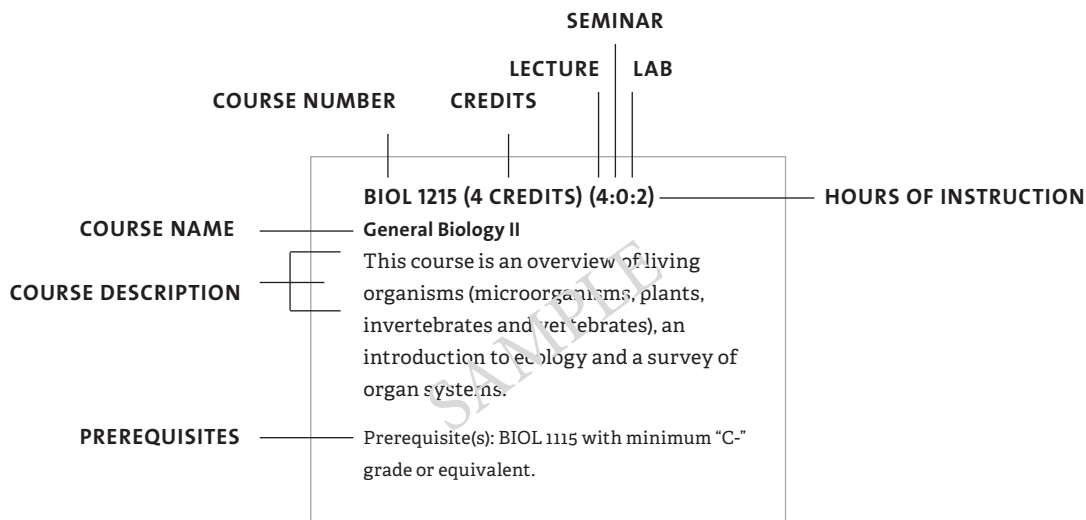 SEMINAR
LECTURE LAB
COURSE NUMBER CREDITS
BIOL 1215 (4 CREDITS) (4:0:2) HOURS OF INSTRUCTION
COURSE NAME General Biology II
This course is an overview of living
COURSE DESCRIPTION organisms (microorganisms, plants,
invertebrates and vertebrates), an
introduction to ecology and a survey of
organ systems.
SAMPLE
PREREQUISITES Prerequisite(s): BIOL 1115 with minimum “C-”
grade or equivalent.